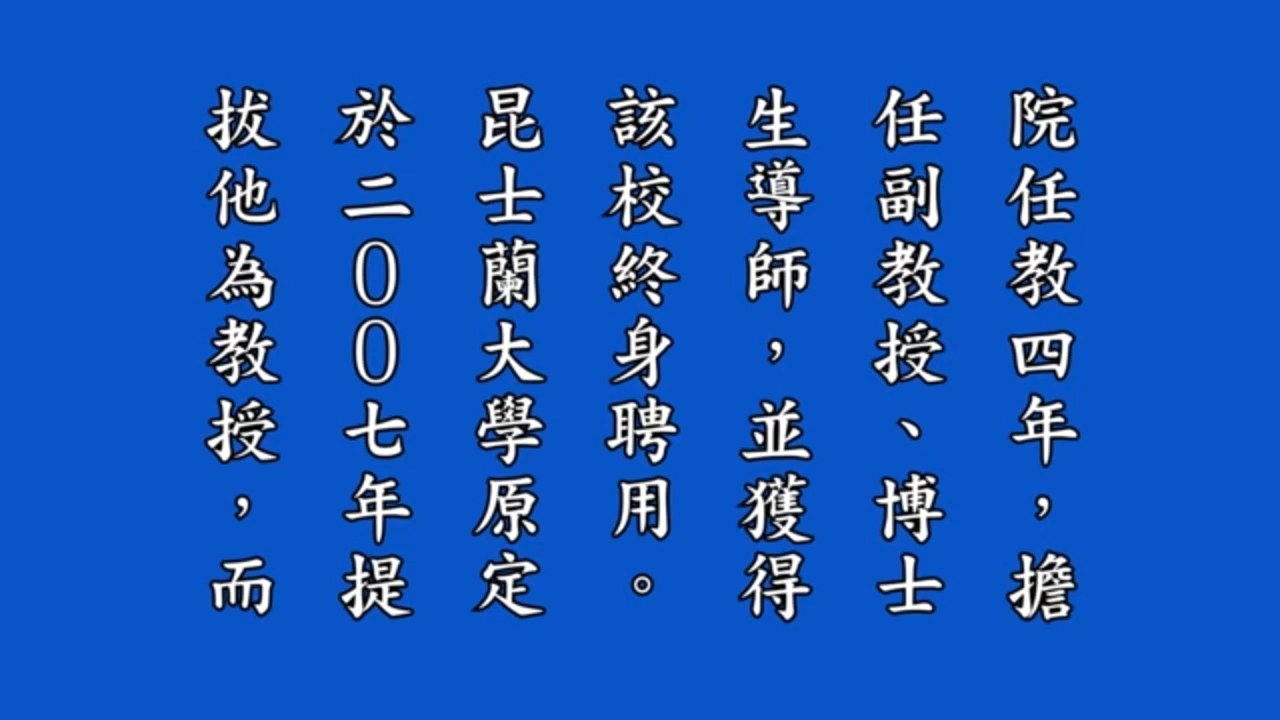 院任教四年，擔
任副教授、博士
生導師，並獲得
該校終身聘用。
昆士蘭大學原定
於二００七年提
拔他為教授，而